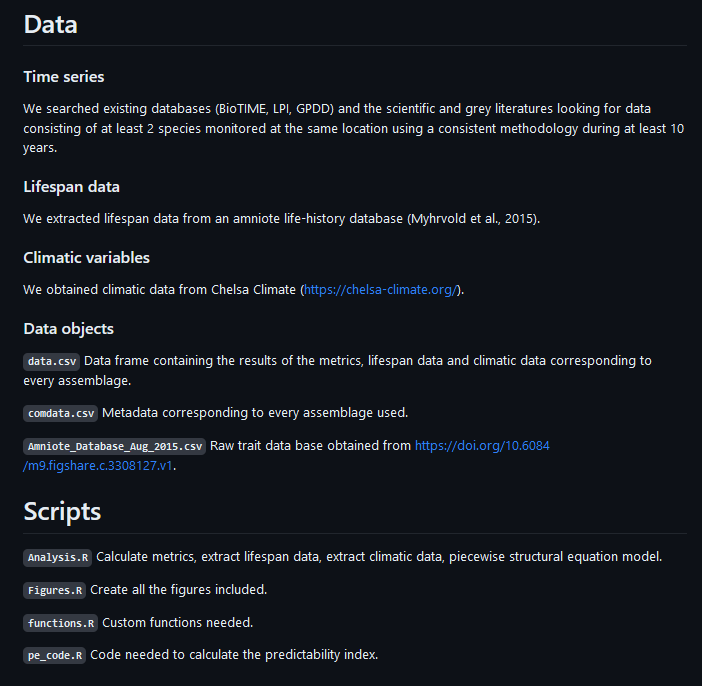 Data
Time series
We searched existing databases (BioTIME, LPI, GPDD) and the scientific and grey literatures looking for data
consisting of at least 2 species monitored at the same location using a consistent methodology during at least 10
years.
Lifespan data
We extracted lifespan data from an amniote life-history database (Myhrvold et al., 2015).
Climatic variables
We obtained climatic data from Chelsa Climate (https://chelsa-climate.org/).
Data objects
data.csv Data frame containing the results of the metrics, lifespan data and climatic data corresponding to
every assemblage.
comdata.csv Metadata corresponding to every assemblage used.
Amniote_Database_Aug_2015.csv Raw trait data base obtained from https://doi.org/10.6084
/m9.figshare.c.3308127.v1.
Scripts
Analysis.R Calculate metrics, extract lifespan data, extract climatic data, piecewise structural equation model.
Figures.R Create all the figures included.
functions.R Custom functions needed.
pe_code.R Code needed to calculate the predictability index.